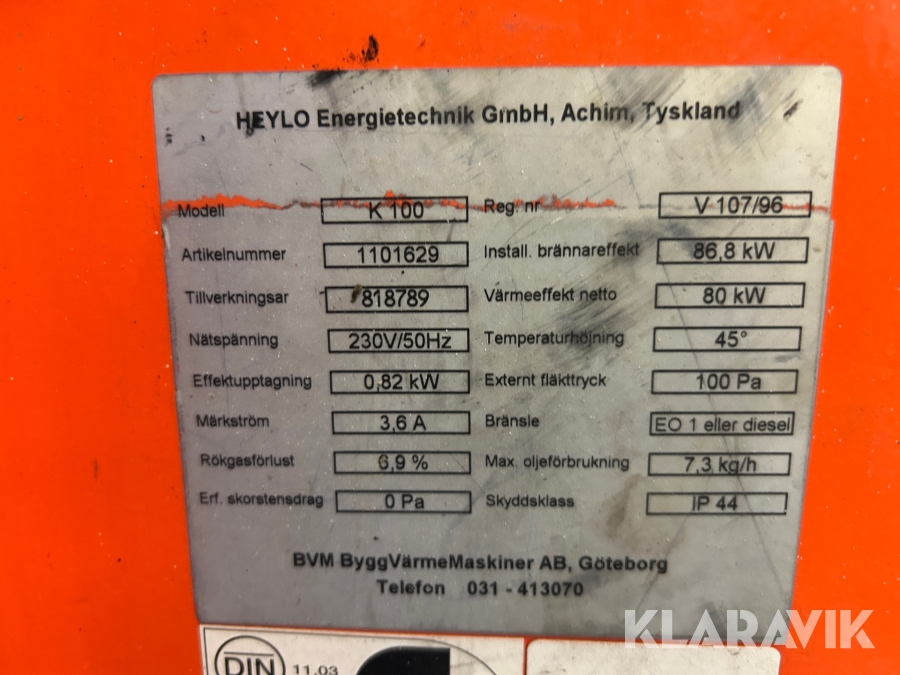 HEYLO Energietechnik GmbH, Achim, Tyskland
Modell K 100 Reg. nr V 107/96
Artikelnummer 1101629 Install. brännareffekt 86,8 kW
Tillverkningsar 818789 Värmeeffekt netto 80 kW
Nätspänning 230V/50Hz Temperaturhöjning 45°
Effektupptagning 0,82 kW Externt fläkttryck 100 Pa
Märkström 3,6 A Bränsle EO 1 eller diesel
Rökgasförlust 6,9 % Max. oljeförbrukning 7,3 kg/h
Erf. skorstensdrag 0 Pa Skyddsklass IP 44
BVM ByggVärmeMaskiner AB, Göteborg
Telefon 031 - 413070
KLARAVIK
DIN 11.03